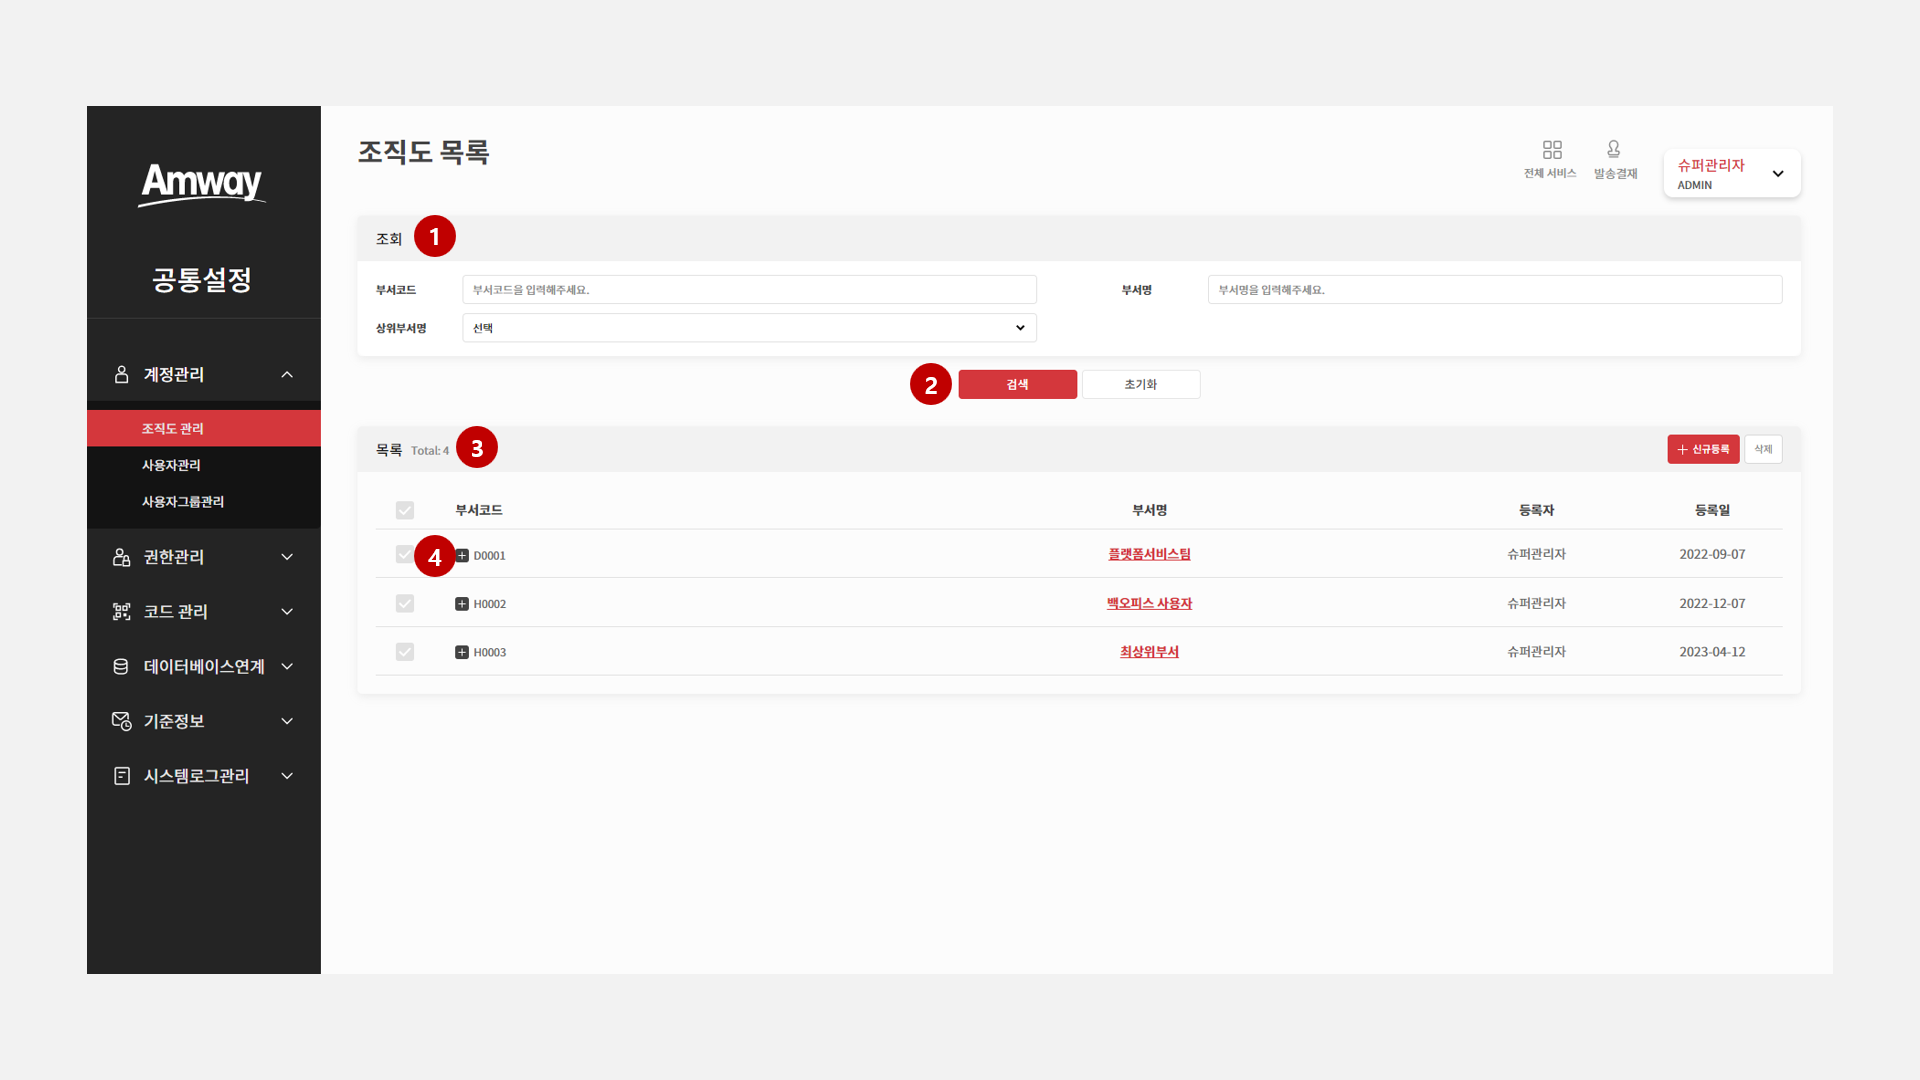 Amway
공통설정
계정관리
조직도 관리
사용자관리
사용자그룹관리
권한관리
코드 관리
데이터베이스연계
기준정보
시스템로그관리
조직도 목록
전체 서비스
발송결재
슈퍼관리자
ADMIN
조회 1
부서코드 부서코드을 입력해주세요. 부서명 부서명을 입력해주세요.
상위부서명 선택
2 검색 초기화
목록 Total: 4 3 신규등록 삭제
부서코드 부서명 등록자 등록일
4 D0001 플랫폼서비스팀 슈퍼관리자 2022-09-07
H0002 백오피스 사용자 슈퍼관리자 2022-12-07
H0003 최상위부서 슈퍼관리자 2023-04-12